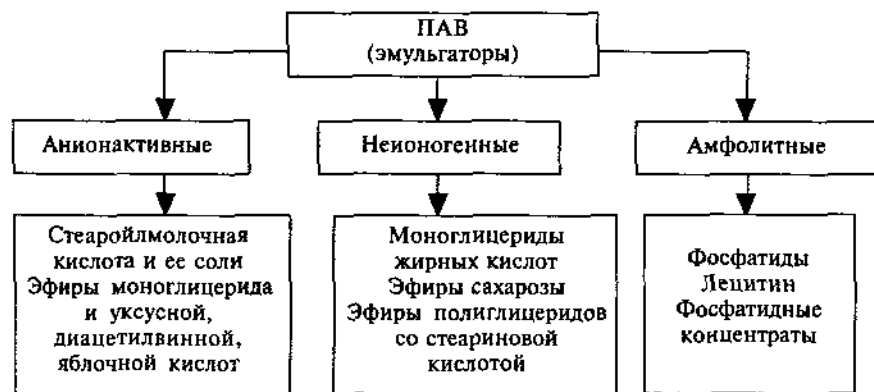 ПАВ
(эмульгаторы)
Анионактивные
Неионогенные
Амфолитные
Стеароилмолочная
кислота и ее соли
Эфиры моноглицерида
и уксусной,
диацетилвинной,
яблочной кислот
Моноглицериды
жирных кислот
Эфиры сахарозы
Эфиры полиглицеридов
со стеариновой
кислотой
Фосфатиды
Лецитин
Фосфатидные
концентраты